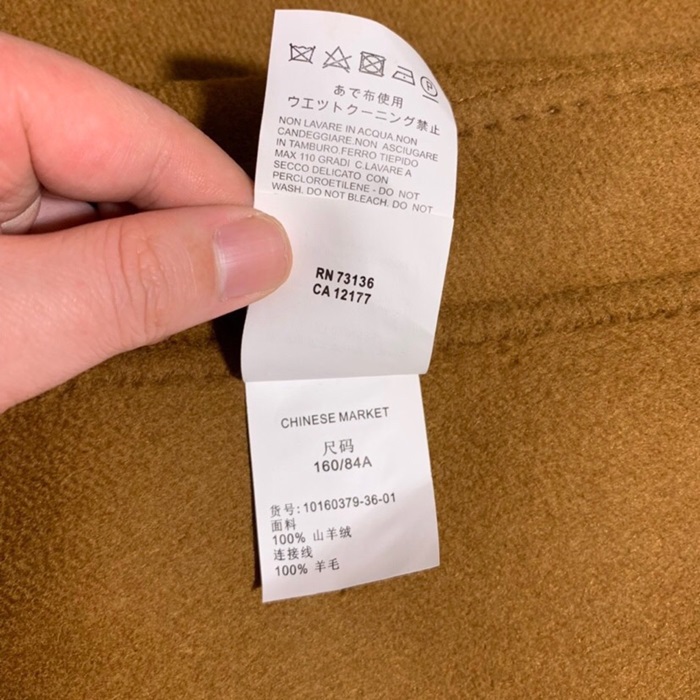 P
あで布使用
ウエットクーニング禁止
NON LAVARE IN ACQUA.NON
CANDEGGIARE.NON ASCIUGARE
IN TAMBURO.FERRO TIEPIDO
MAX 110 GRADI C.LAVARE A
SECCO DELICATO CON
PERCLOROETILENE - DO NOT
WASH. DO NOT BLEACH. DO NOT
RN 73136
CA 12177
CHINESE MARKET
尺码
160/84A
货号: 10160379-36-01
面料
100% 山羊绒
连接线
100% 羊毛